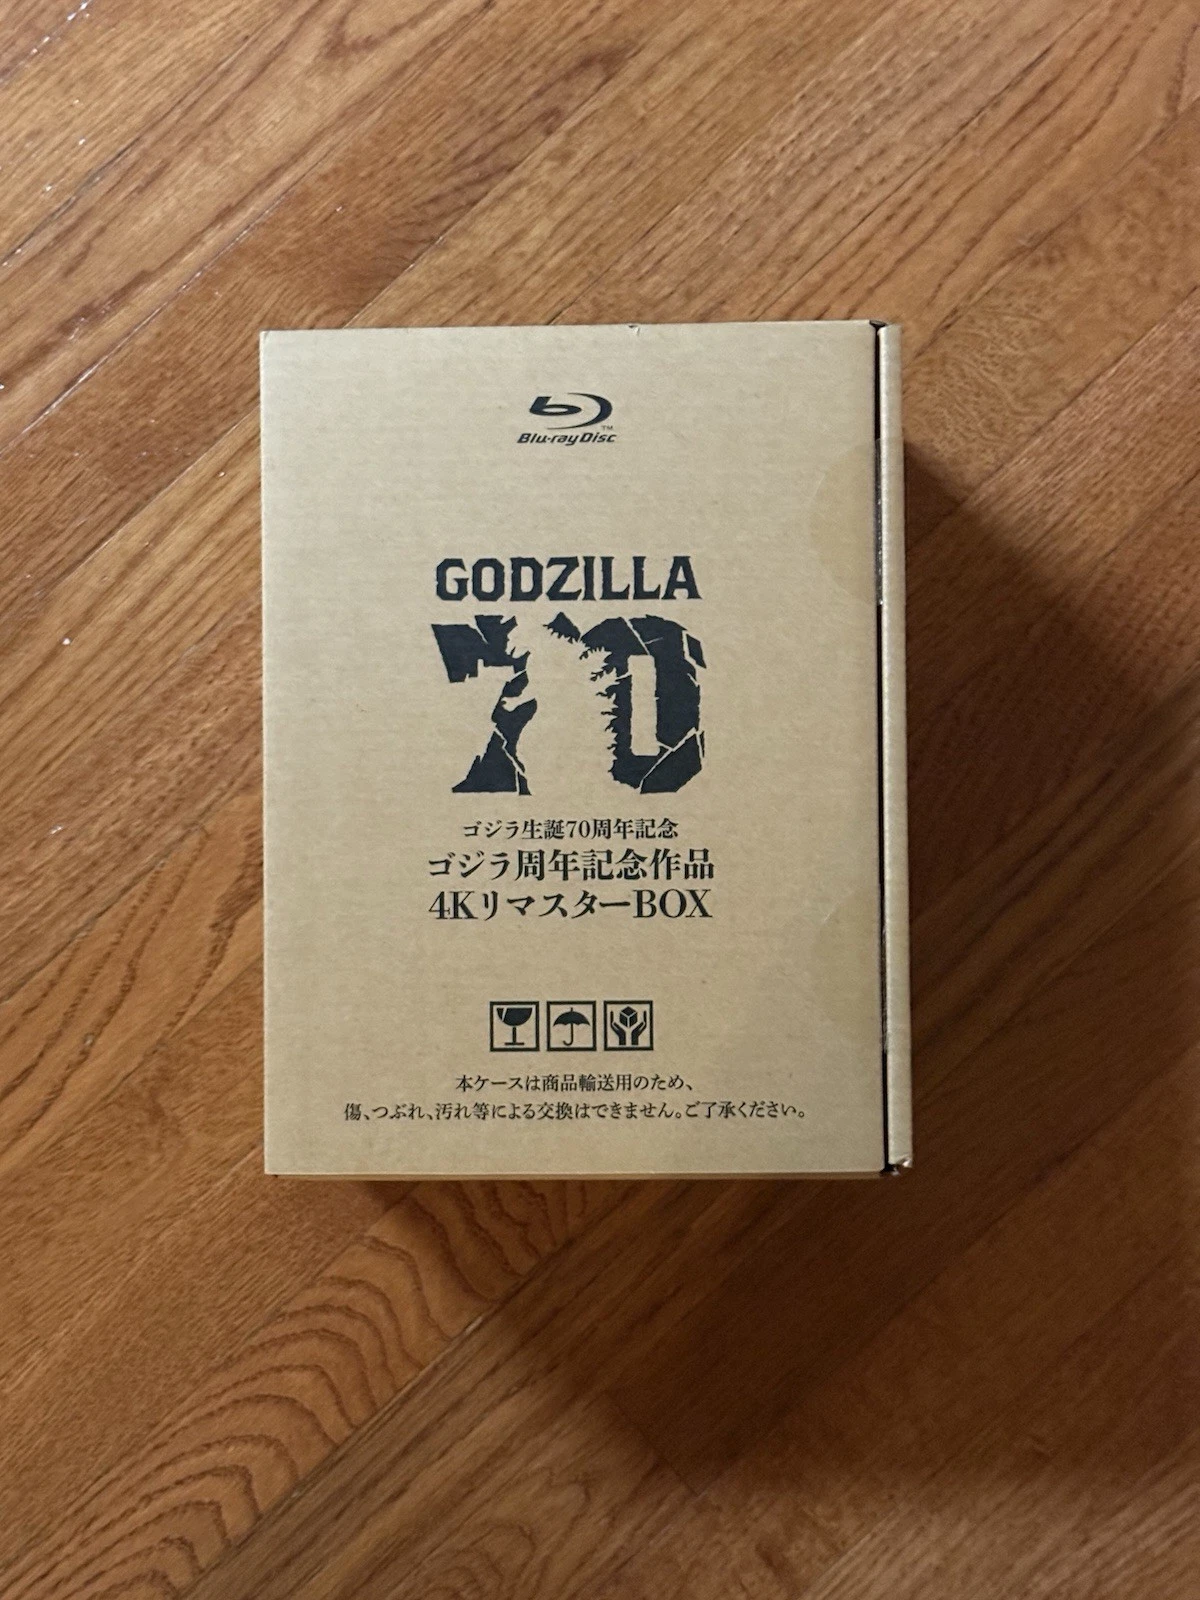 Blu-ray Disc™
GODZILLA
70
ゴジラ生誕70周年記念
ゴジラ周年記念作品
4KリマスターBOX
本ケースは商品輸送用のため、
傷、つぶれ、汚れ等による交換はできません。ご了承ください。